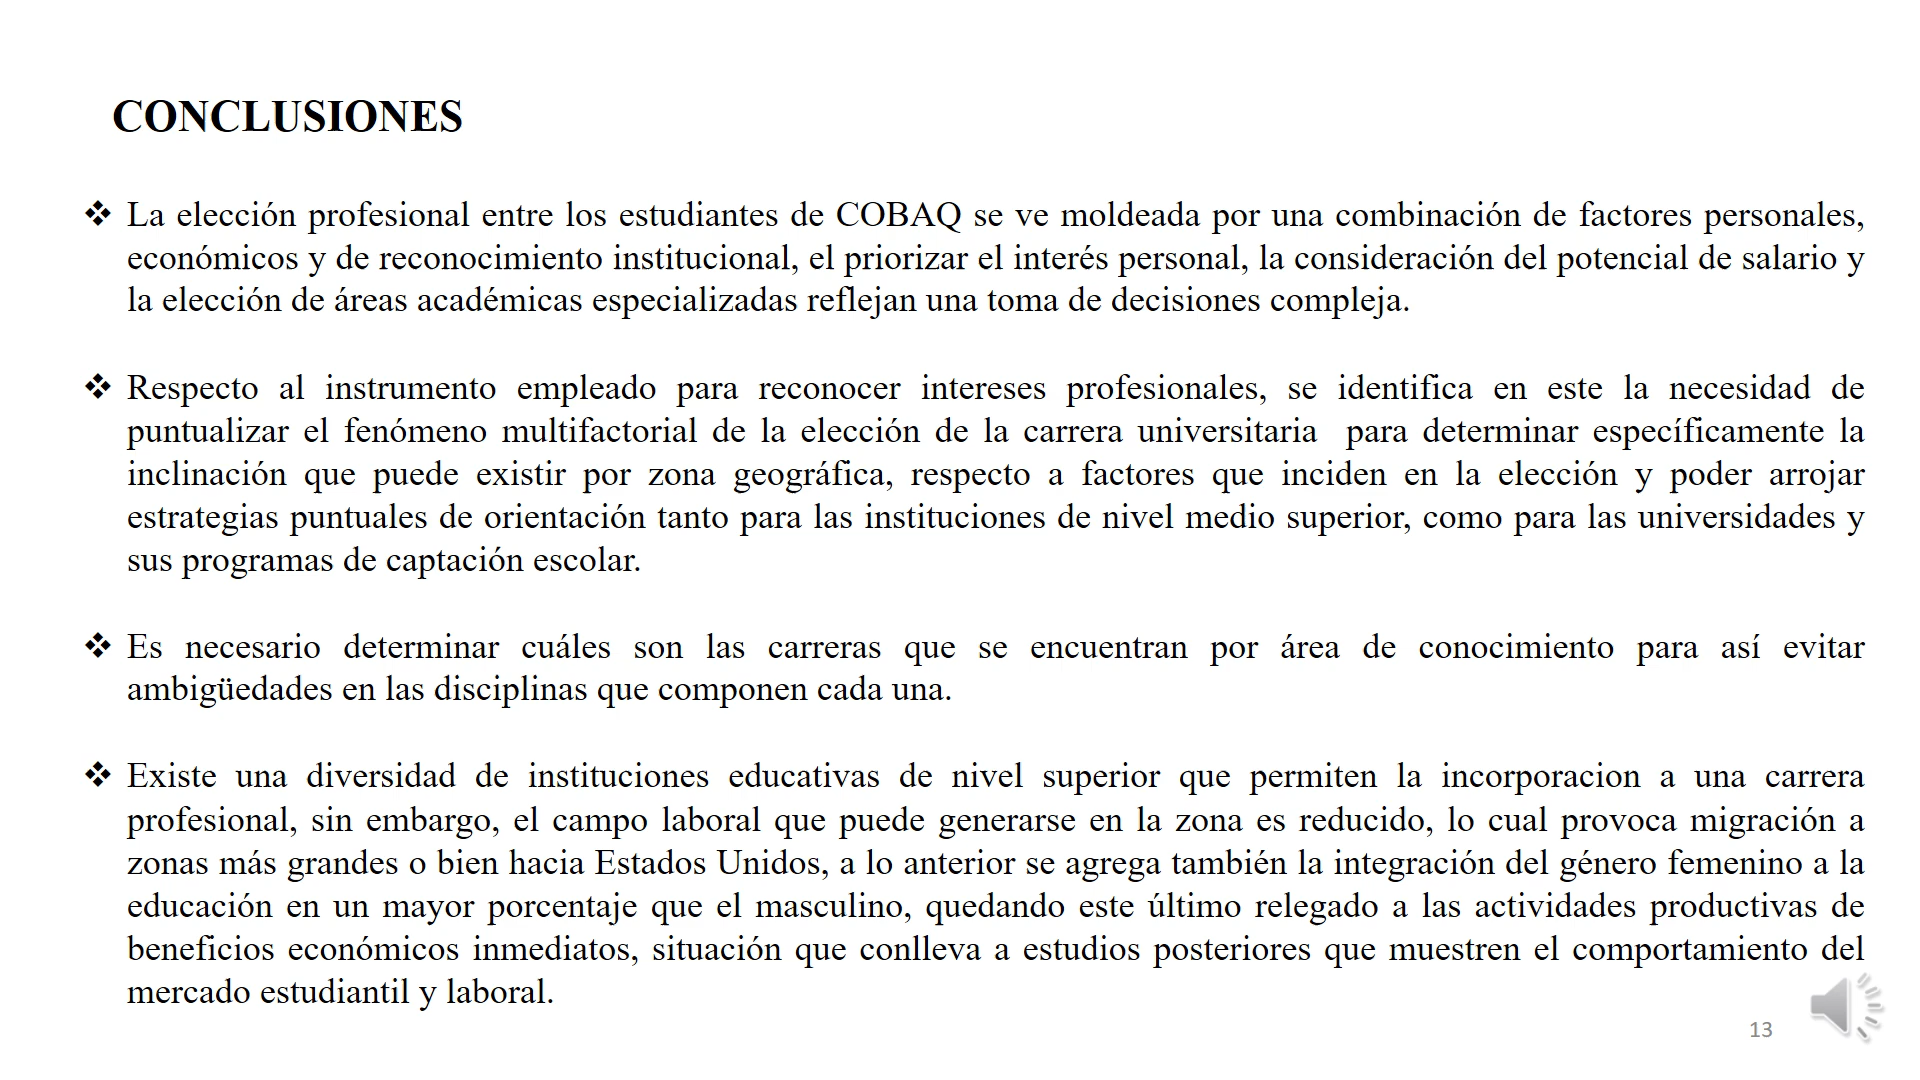 CONCLUSIONES
❖ La elección profesional entre los estudiantes de COBAQ se ve moldeada por una combinación de factores personales,
económicos y de reconocimiento institucional, el priorizar el interés personal, la consideración del potencial de salario y
la elección de áreas académicas especializadas reflejan una toma de decisiones compleja.
❖ Respecto al instrumento empleado para reconocer intereses profesionales, se identifica en este la necesidad de
puntualizar el fenómeno multifactorial de la elección de la carrera universitaria para determinar específicamente la
inclinación que puede existir por zona geográfica, respecto a factores que inciden en la elección y poder arrojar
estrategias puntuales de orientación tanto para las instituciones de nivel medio superior, como para las universidades y
sus programas de captación escolar.
❖ Es necesario determinar cuáles son las carreras que se encuentran por área de conocimiento para así evitar
ambigüedades en las disciplinas que componen cada una.
❖ Existe una diversidad de instituciones educativas de nivel superior que permiten la incorporacion a una carrera
profesional, sin embargo, el campo laboral que puede generarse en la zona es reducido, lo cual provoca migración a
zonas más grandes o bien hacia Estados Unidos, a lo anterior se agrega también la integración del género femenino a la
educación en un mayor porcentaje que el masculino, quedando este último relegado a las actividades productivas de
beneficios económicos inmediatos, situación que conlleva a estudios posteriores que muestren el comportamiento del
mercado estudiantil y laboral.
13